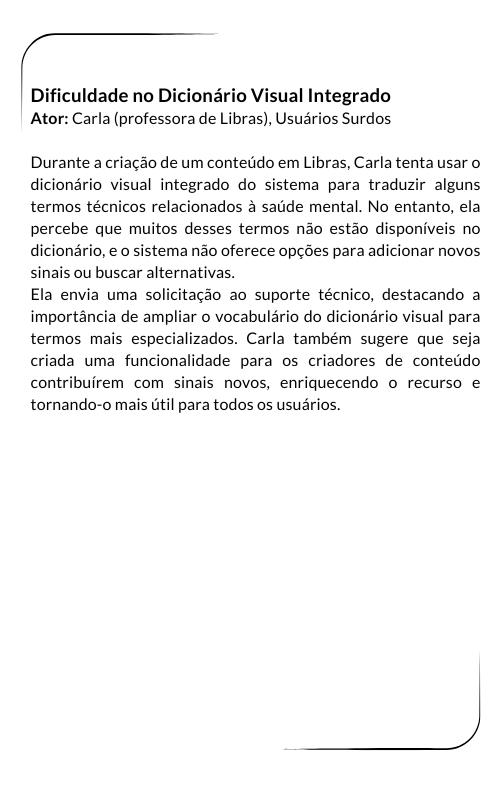 Dificuldade no Dicionário Visual Integrado
Ator: Carla (professora de Libras), Usuários Surdos
Durante a criação de um conteúdo em Libras, Carla tenta usar o
dicionário visual integrado do sistema para traduzir alguns
termos técnicos relacionados à saúde mental. No entanto, ela
percebe que muitos desses termos não estão disponíveis no
dicionário, e o sistema não oferece opções para adicionar novos
sinais ou buscar alternativas.
Ela envia uma solicitação ao suporte técnico, destacando a
importância de ampliar o vocabulário do dicionário visual para
termos mais especializados. Carla também sugere que seja
criada uma funcionalidade para os criadores de conteúdo
contribuírem com sinais novos, enriquecendo o recurso e
tornando-o mais útil para todos os usuários.